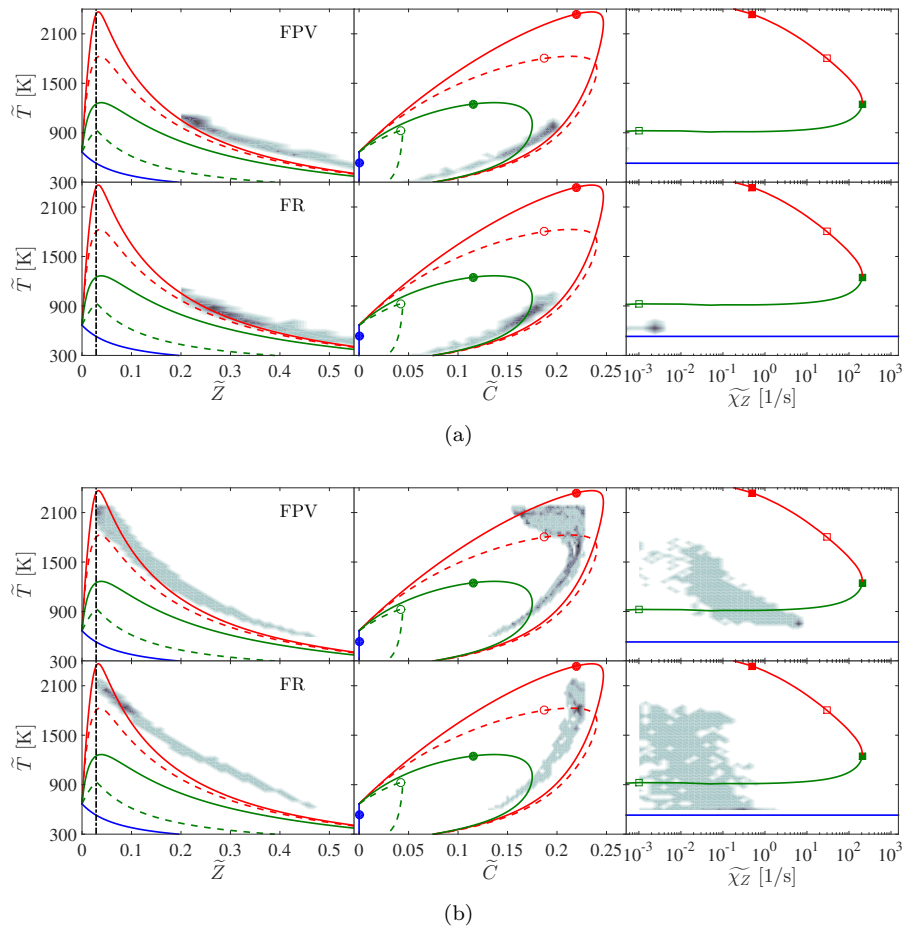 FPV
T̃ [K]
2100
1500
900
300
FR
T̃ [K]
2100
1500
900
300
0 0.1 0.2 0.3 0.4 0.5
0 0.05 0.1 0.15 0.2 0.25
10⁻³ 10⁻² 10⁻¹ 10⁰ 10¹ 10² 10³
Z̃
C̃
χ̃_Z [1/s]
(a)
FPV
T̃ [K]
2100
1500
900
300
FR
T̃ [K]
2100
1500
900
300
0 0.1 0.2 0.3 0.4 0.5
0 0.05 0.1 0.15 0.2 0.25
10⁻³ 10⁻² 10⁻¹ 10⁰ 10¹ 10² 10³
Z̃
C̃
χ̃_Z [1/s]
(b)